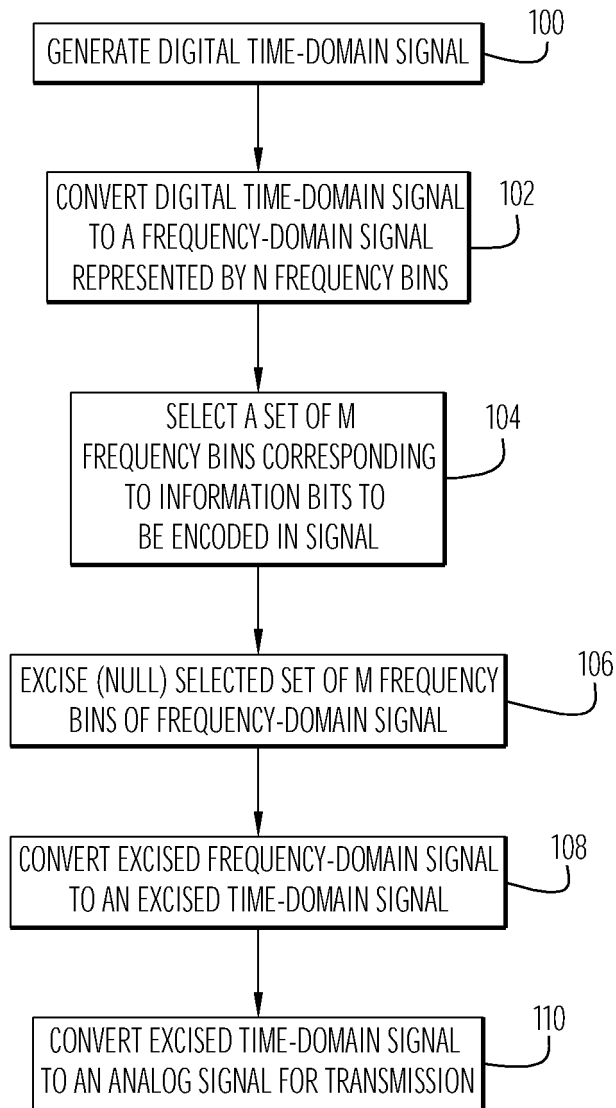 100
GENERATE DIGITAL TIME-DOMAIN SIGNAL
CONVERT DIGITAL TIME-DOMAIN SIGNAL
TO A FREQUENCY-DOMAIN SIGNAL
REPRESENTED BY N FREQUENCY BINS
102
SELECT A SET OF M
FREQUENCY BINS CORRESPONDING
TO INFORMATION BITS TO
BE ENCODED IN SIGNAL
104
EXCISE (NULL) SELECTED SET OF M FREQUENCY
BINS OF FREQUENCY-DOMAIN SIGNAL
106
CONVERT EXCISED FREQUENCY-DOMAIN SIGNAL
TO AN EXCISED TIME-DOMAIN SIGNAL
108
CONVERT EXCISED TIME-DOMAIN SIGNAL
TO AN ANALOG SIGNAL FOR TRANSMISSION
110